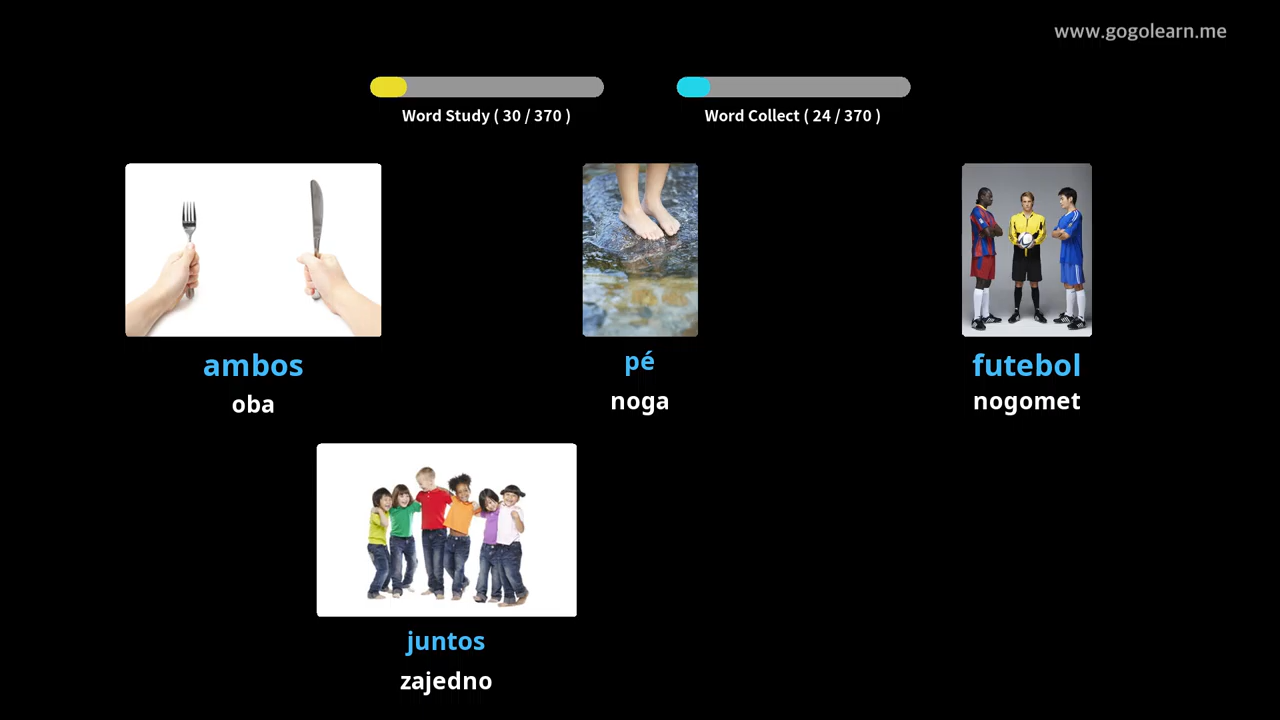 www.gogolearn.me
Word Study ( 30 / 370 )
Word Collect ( 24 / 370 )
ambos
oba
pé
noga
futebol
nogomet
juntos
zajedno